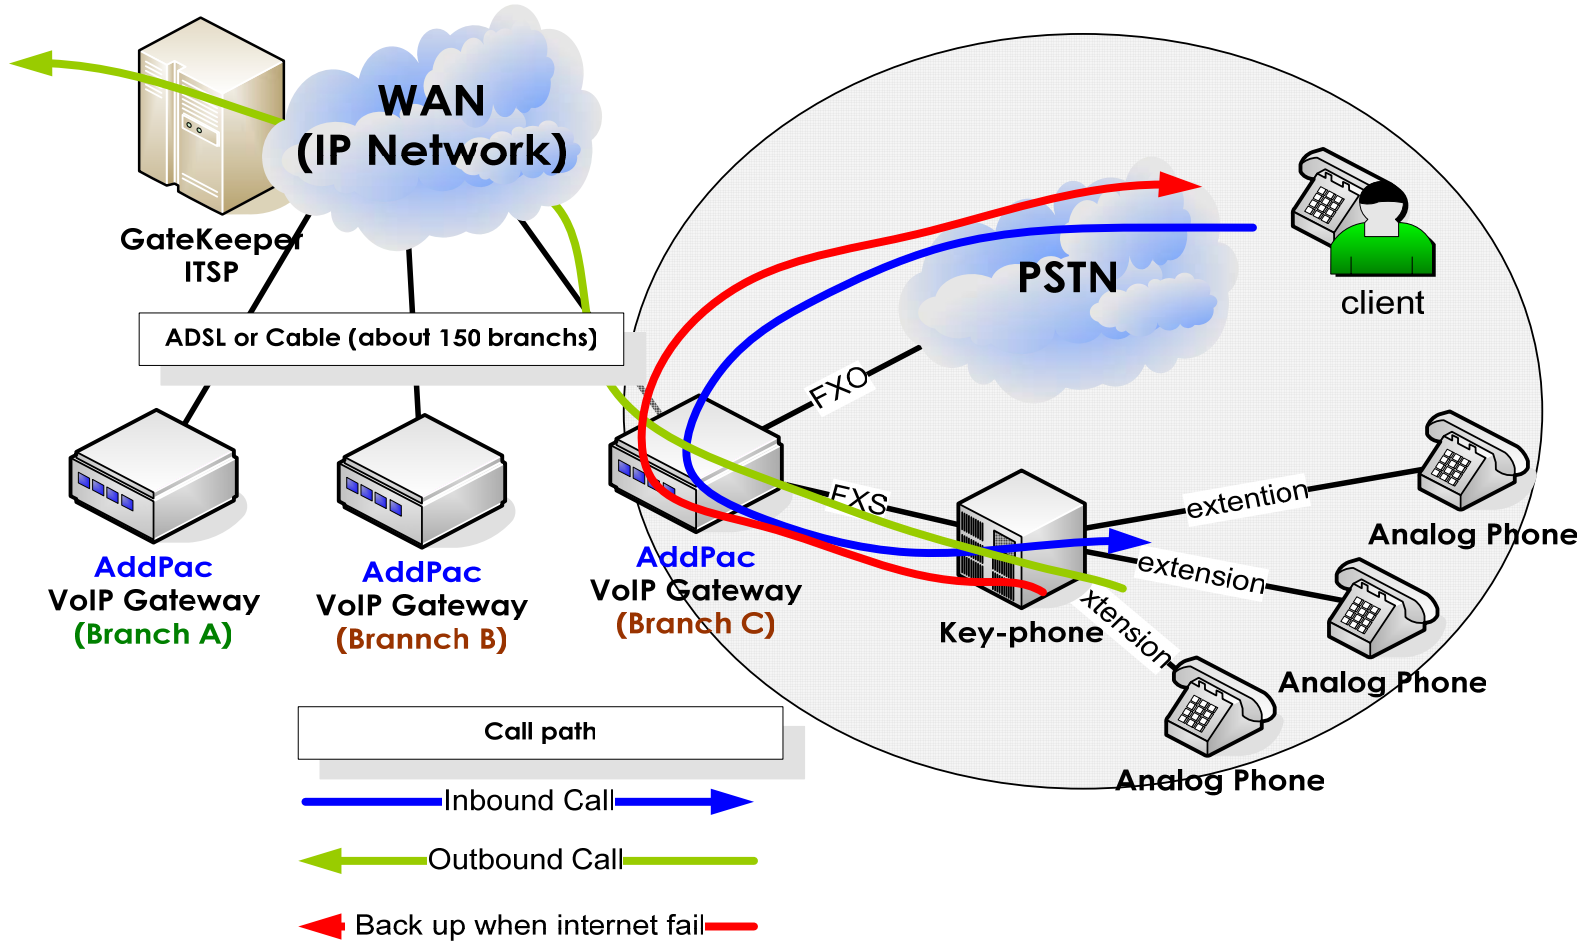 WAN
(IP Network)
GateKeeper
ITSP
PSTN
client
ADSL or Cable (about 150 branchs)
FXO
FXS
extention
Analog Phone
extension
Analog Phone
xtension
Analog Phone
Key-phone
AddPac
VoIP Gateway
(Branch A)
AddPac
VoIP Gateway
(Brannch B)
AddPac
VoIP Gateway
(Branch C)
Call path
Inbound Call
Outbound Call
Back up when internet fail